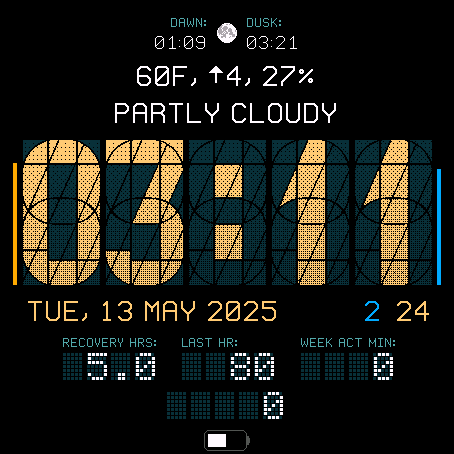 DAWN: DUSK:
01:09 03:21
60F, ↑4, 27%
PARTLY CLOUDY
03:11
TUE, 13 MAY 2025 2 24
RECOVERY HRS: LAST HR: WEEK ACT MIN:
5.0 80 0
0